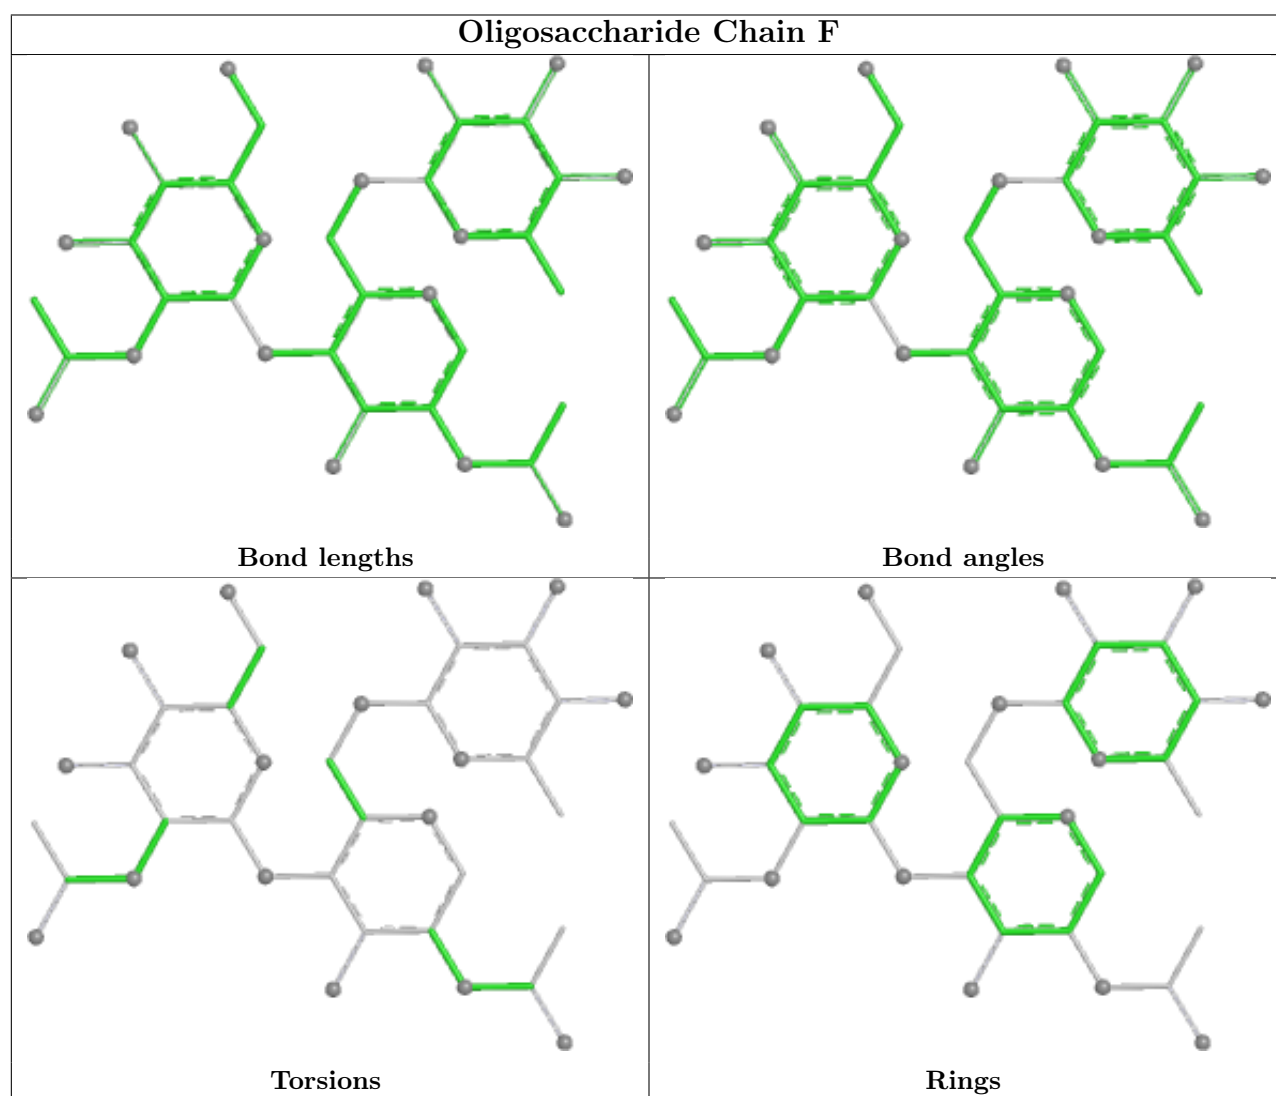 Oligosaccharide Chain F
Bond lengths
Bond angles
Torsions
Rings